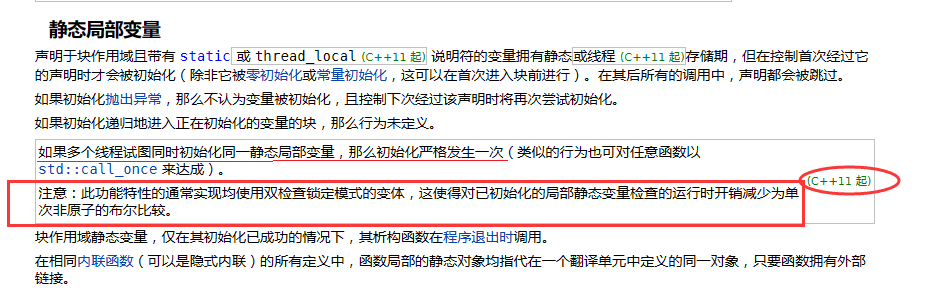 静态局部变量
声明于块作用域且带有 static 或 thread_local (C++11 起) 说明符的变量拥有静态或线程 (C++11 起)存储期，但在控制首次经过它
的声明时才会被初始化（除非它被零初始化或常量初始化，这可以在首次进入块前进行）。在其后所有的调用中，声明都会被跳过。
如果初始化抛出异常，那么不认为变量被初始化，且控制下次经过该声明时将再次尝试初始化。
如果初始化递归地进入正在初始化的变量的块，那么行为未定义。
如果多个线程试图同时初始化同一静态局部变量，那么初始化严格发生一次（类似的行为也可对任意函数以
std::call_once 来达成）。
注意：此功能特性的通常实现均使用双检查锁定模式的变体，这使得对已初始化的局部静态变量检查的运行时开销减少为单
次非原子的布尔比较。
(C++11 起)
块作用域静态变量，仅在其初始化已成功的情况下，其析构函数在程序退出时调用。
在相同内联函数（可以是隐式内联）的所有定义中，函数局部的静态对象均指代在一个翻译单元中定义的同一对象，只要函数拥有外部
链接。